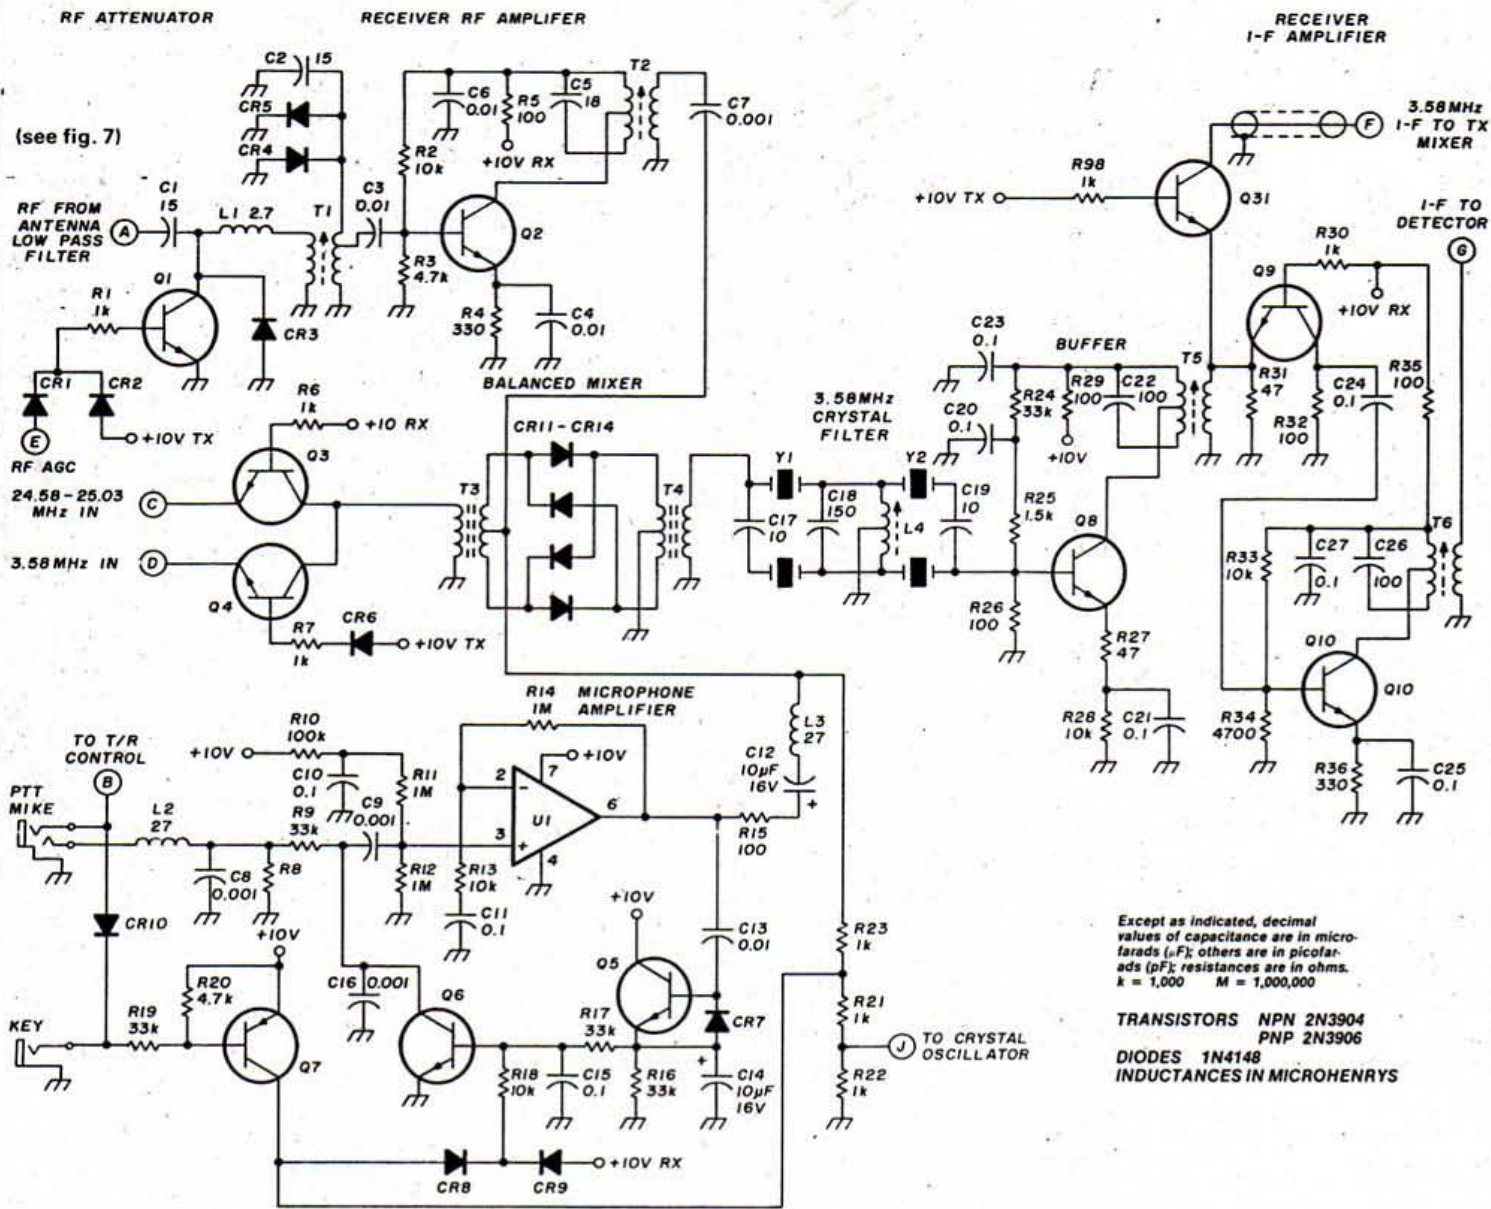 RF ATTENUATOR
RECEIVER RF AMPLIFER
RECEIVER
I-F AMPLIFIER
(see fig. 7)
C2 15
CR5
CR4
C1
15
L1 2.7
T1
C3
0.01
RF FROM
ANTENNA
LOW PASS
FILTER
A
Q1
R1
1k
CR3
CR1
CR2
+10V TX
E
RF AGC
R2
10k
R3
4.7k
C6
0.01
R5
100
+10V RX
C5
18
T2
C7
0.001
Q2
R4
330
C4
0.01
BALANCED MIXER
R6
1k
+10 RX
Q3
24.58-25.03
MHz IN
C
3.58MHz IN
D
Q4
R7
1k
CR6
+10V TX
CR11-CR14
T3
T4
3.58MHz
CRYSTAL
FILTER
Y1
Y2
C17
10
C18
150
L4
C19
10
C23
0.1
C20
0.1
BUFFER
R24
33k
R29
100
+10V
C22
100
T5
R25
1.5k
Q8
R26
100
R27
47
R28
10k
C21
0.1
+10V TX
R98
1k
Q31
F
3.58MHz
I-F TO TX
MIXER
I-F TO
DETECTOR
G
Q9
R30
1k
+10V RX
R31
47
R32
100
C24
0.1
R35
100
R33
10k
C27
0.1
C26
100
T6
Q10
Q10
R34
4700
R36
330
C25
0.1
R14
1M
MICROPHONE
AMPLIFIER
L3
27
C12
10µF
16V
+
R15
100
TO T/R
CONTROL
B
PTT
MIKE
L2
27
+10V
R10
100k
C10
0.1
R11
1M
R9
33k
C9
0.001
2
-
3
+
U1
7
+10V
6
4
C8
0.001
R8
R12
1M
R13
10k
C11
0.1
CR10
+10V
R20
4.7k
KEY
R19
33k
Q7
C16 0.001
Q6
R17
33k
R18
10k
C15
0.1
+10V
Q5
C13
0.01
CR7
R16
33k
+
C14
10µF
16V
R23
1k
R21
1k
R22
1k
J
TO CRYSTAL
OSCILLATOR
CR8
CR9
+10V RX
Except as indicated, decimal
values of capacitance are in micro-
farads (µF); others are in picofar-
ads (pF); resistances are in ohms.
k = 1,000 M = 1,000,000
TRANSISTORS NPN 2N3904
PNP 2N3906
DIODES 1N4148
INDUCTANCES IN MICROHENRYS